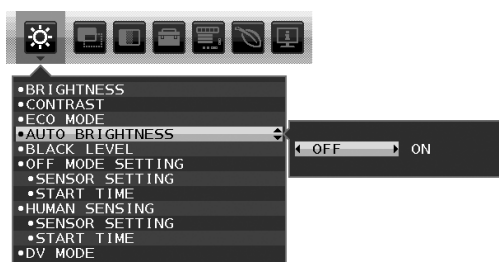 •BRIGHTNESS
•CONTRAST
•ECO MODE
•AUTO BRIGHTNESS
OFF ON
•BLACK LEVEL
•OFF MODE SETTING
•SENSOR SETTING
•START TIME
•HUMAN SENSING
•SENSOR SETTING
•START TIME
•DV MODE